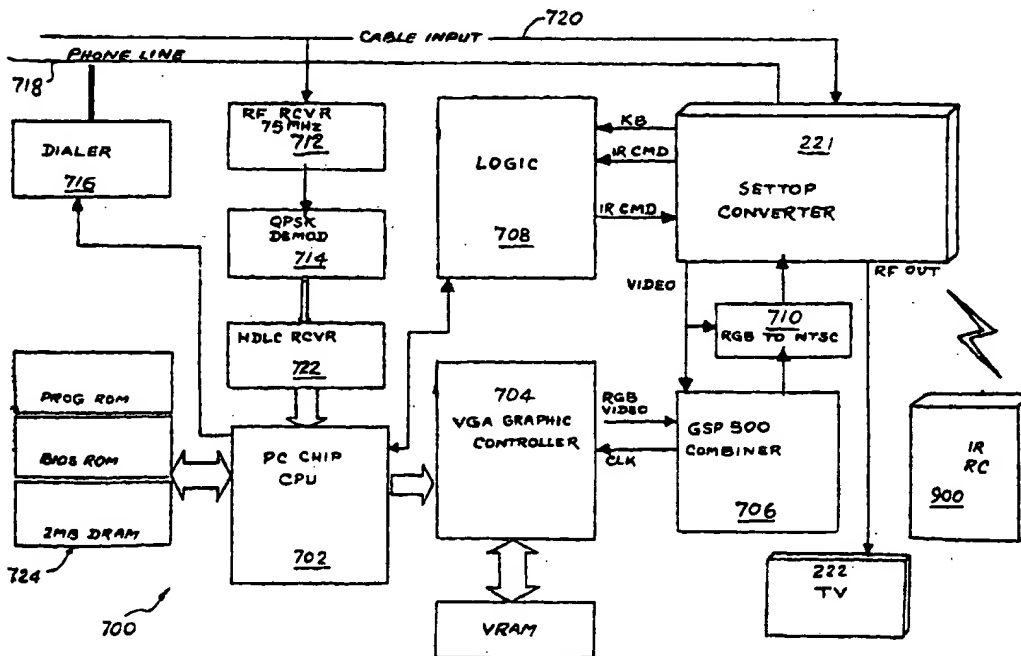 720
CABLE INPUT
PHONE LINE
718
DIALER
716
RF RCVR
75 MHz
712
QPSK
DEMOD
714
HDLC RCVR
722
LOGIC
708
KB
IR CMD
IR CMD
221
SETTOP
CONVERTER
VIDEO
RF OUT
710
RGB TO NTSC
PROG ROM
BIOS ROM
2MB DRAM
724
PC CHIP
CPU
702
704
VGA GRAPHIC
CONTROLLER
RGB
VIDEO
CLK
GSP 500
COMBINER
706
IR
RC
900
222
TV
700
VRAM